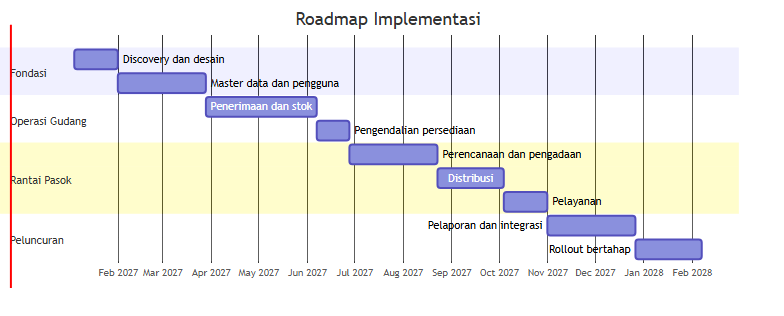 Roadmap Implementasi
Fondasi
Discovery dan desain
Master data dan pengguna
Operasi Gudang
Penerimaan dan stok
Pengendalian persediaan
Rantai Pasok
Perencanaan dan pengadaan
Distribusi
Pelayanan
Peluncuran
Pelaporan dan integrasi
Rollout bertahap
Feb 2027 Mar 2027 Apr 2027 May 2027 Jun 2027 Jul 2027 Aug 2027 Sep 2027 Oct 2027 Nov 2027 Dec 2027 Jan 2028 Feb 2028